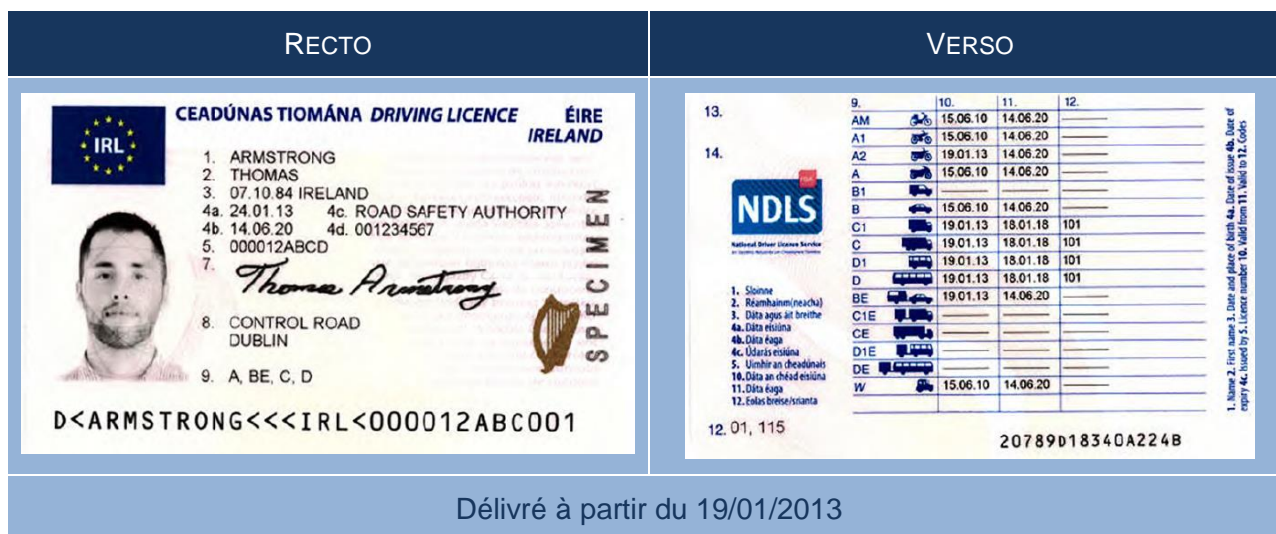 RECTO
VERSO
IRL
CEADÚNAS TIOMÁNA DRIVING LICENCE
ÉIRE
IRELAND
1. ARMSTRONG
2. THOMAS
3. 07.10.84 IRELAND
4a. 24.01.13 4c. ROAD SAFETY AUTHORITY
4b. 14.06.20 4d. 001234567
5. 000012ABCD
7. Thomas Armstrong
8. CONTROL ROAD
DUBLIN
9. A, BE, C, D
SPECIMEN
D<ARMSTRONG<<<IRL<000012ABC001
13.
14.
NDLS
National Driver Licence Service
1. Sloinne
2. Réamhainm(neacha)
3. Dáta agus áit breithe
4a. Dáta eisiúna
4b. Dáta éaga
4c. Údarás eisiúna
5. Uimhir an cheadúnais
10. Dáta an chéad eisiúna
11. Dáta éaga
12. Eolas breise/srianta
12. 01, 115
9. 10. 11. 12.
AM 15.06.10 14.06.20
A1 15.06.10 14.06.20
A2 19.01.13 14.06.20
A 15.06.10 14.06.20
B1
B 15.06.10 14.06.20
C1 19.01.13 18.01.18 101
C 19.01.13 18.01.18 101
D1 19.01.13 18.01.18 101
D 19.01.13 18.01.18 101
BE 19.01.13 14.06.20
C1E
CE
D1E
DE
W 15.06.10 14.06.20
1. Name 2. First name 3. Date and place of birth 4a. Date of issue 4b. Date of
expiry 4c. Issued by 5. Licence number 10. Valid from 11. Valid to 12. Codes
20789D18340A224B
Délivré à partir du 19/01/2013